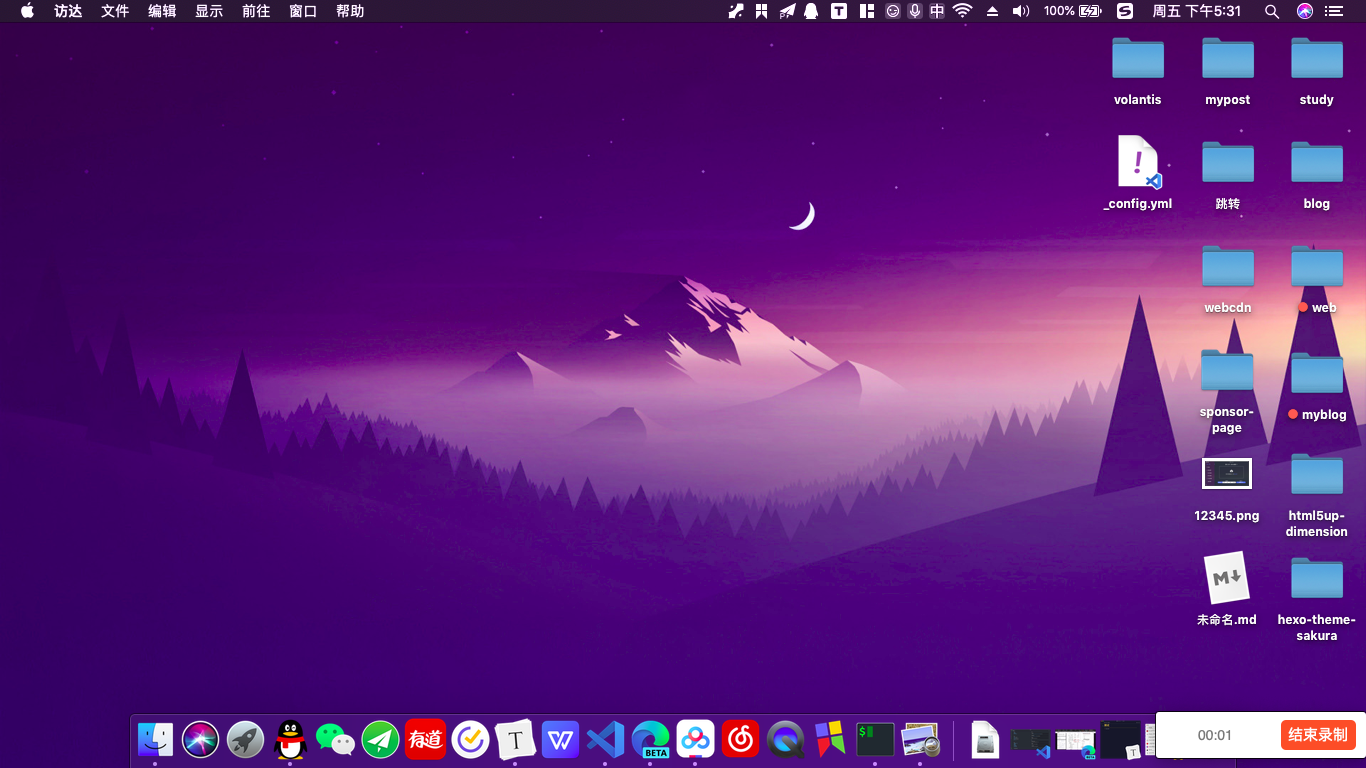 访达 文件 编辑 显示 前往 窗口 帮助 T 中 S 100% 周五 下午5:31
volantis mypost study
_config.yml 跳转 blog
webcdn web
sponsor-
page
myblog
12345.png html5up-
dimension
M
未命名.md hexo-theme-
sakura
有道 T W BETA $
00:01 结束录制